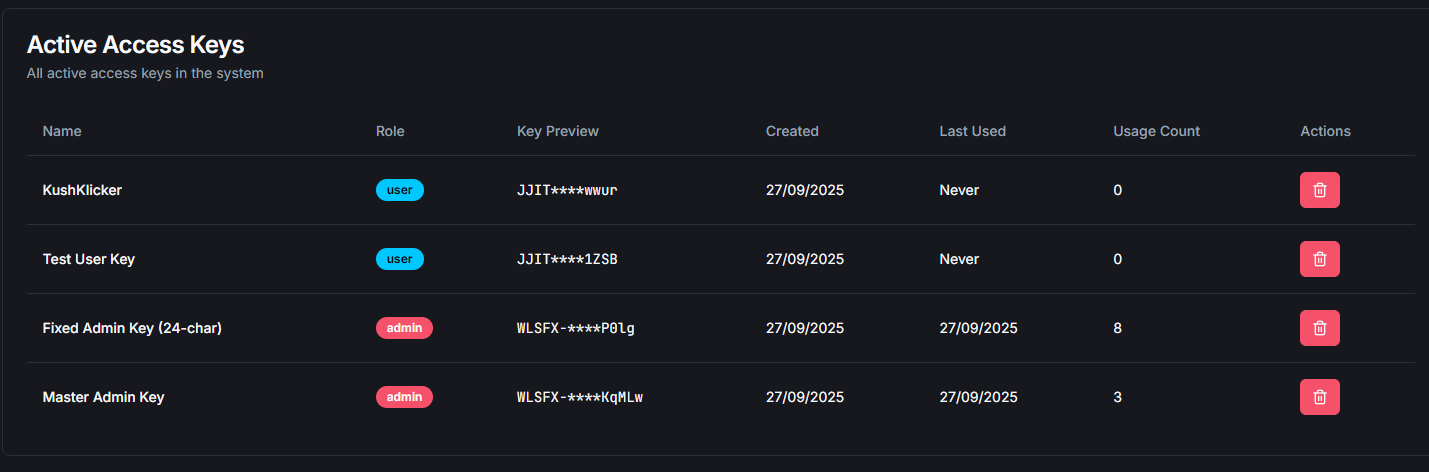 Active Access Keys
All active access keys in the system
Name Role Key Preview Created Last Used Usage Count Actions
KushKlicker user JJIT****wwur 27/09/2025 Never 0
Test User Key user JJIT****1ZSB 27/09/2025 Never 0
Fixed Admin Key (24-char) admin WLSFX-****P0lg 27/09/2025 27/09/2025 8
Master Admin Key admin WLSFX-****KqMLw 27/09/2025 27/09/2025 3